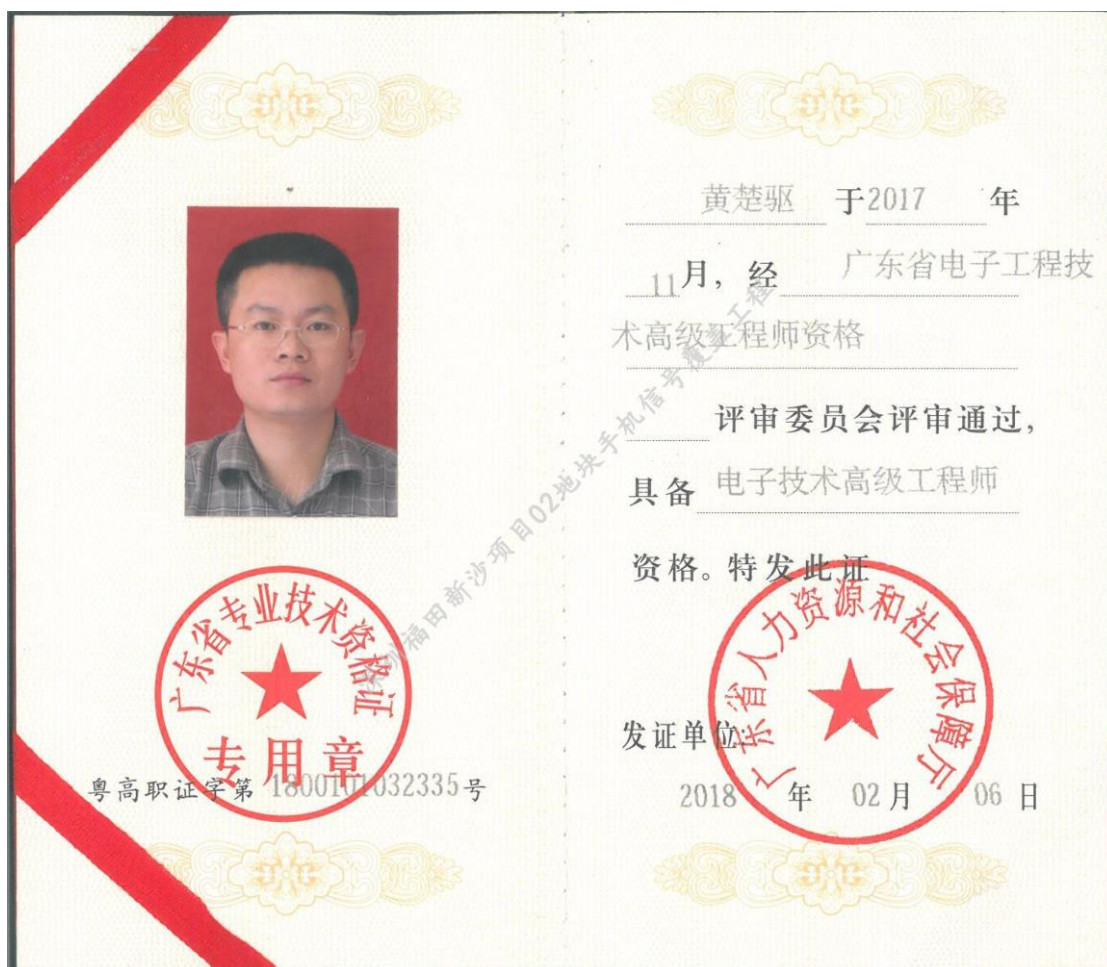 广东省专业技术资格证
专用章
粤高职证字第 1800101032335号
黄楚驱 于2017 年
11月，经 广东省电子工程技
术高级工程师资格
评审委员会评审通过，
具备 电子技术高级工程师
资格。特发此证
广东省人力资源和社会保障厅
发证单位:
2018 年 02月 06 日
深圳福田新沙项目02地块手机信号覆盖工程